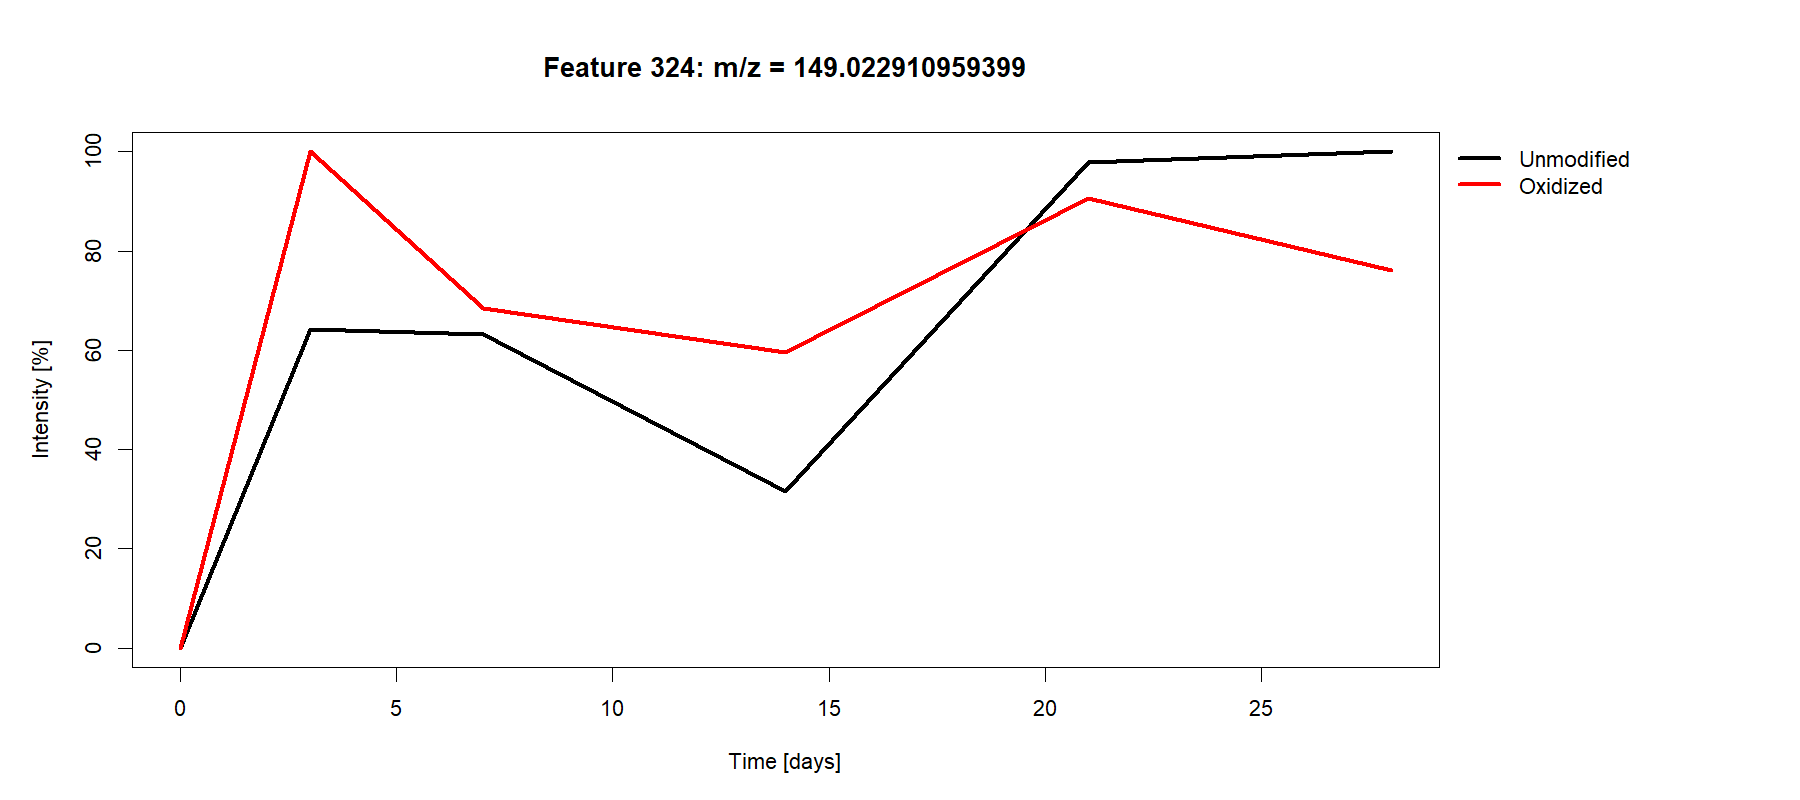 Feature 324: m/z = 149.022910959399
Unmodified
Oxidized
Intensity [%]
100
80
60
40
20
0
0 5 10 15 20 25
Time [days]